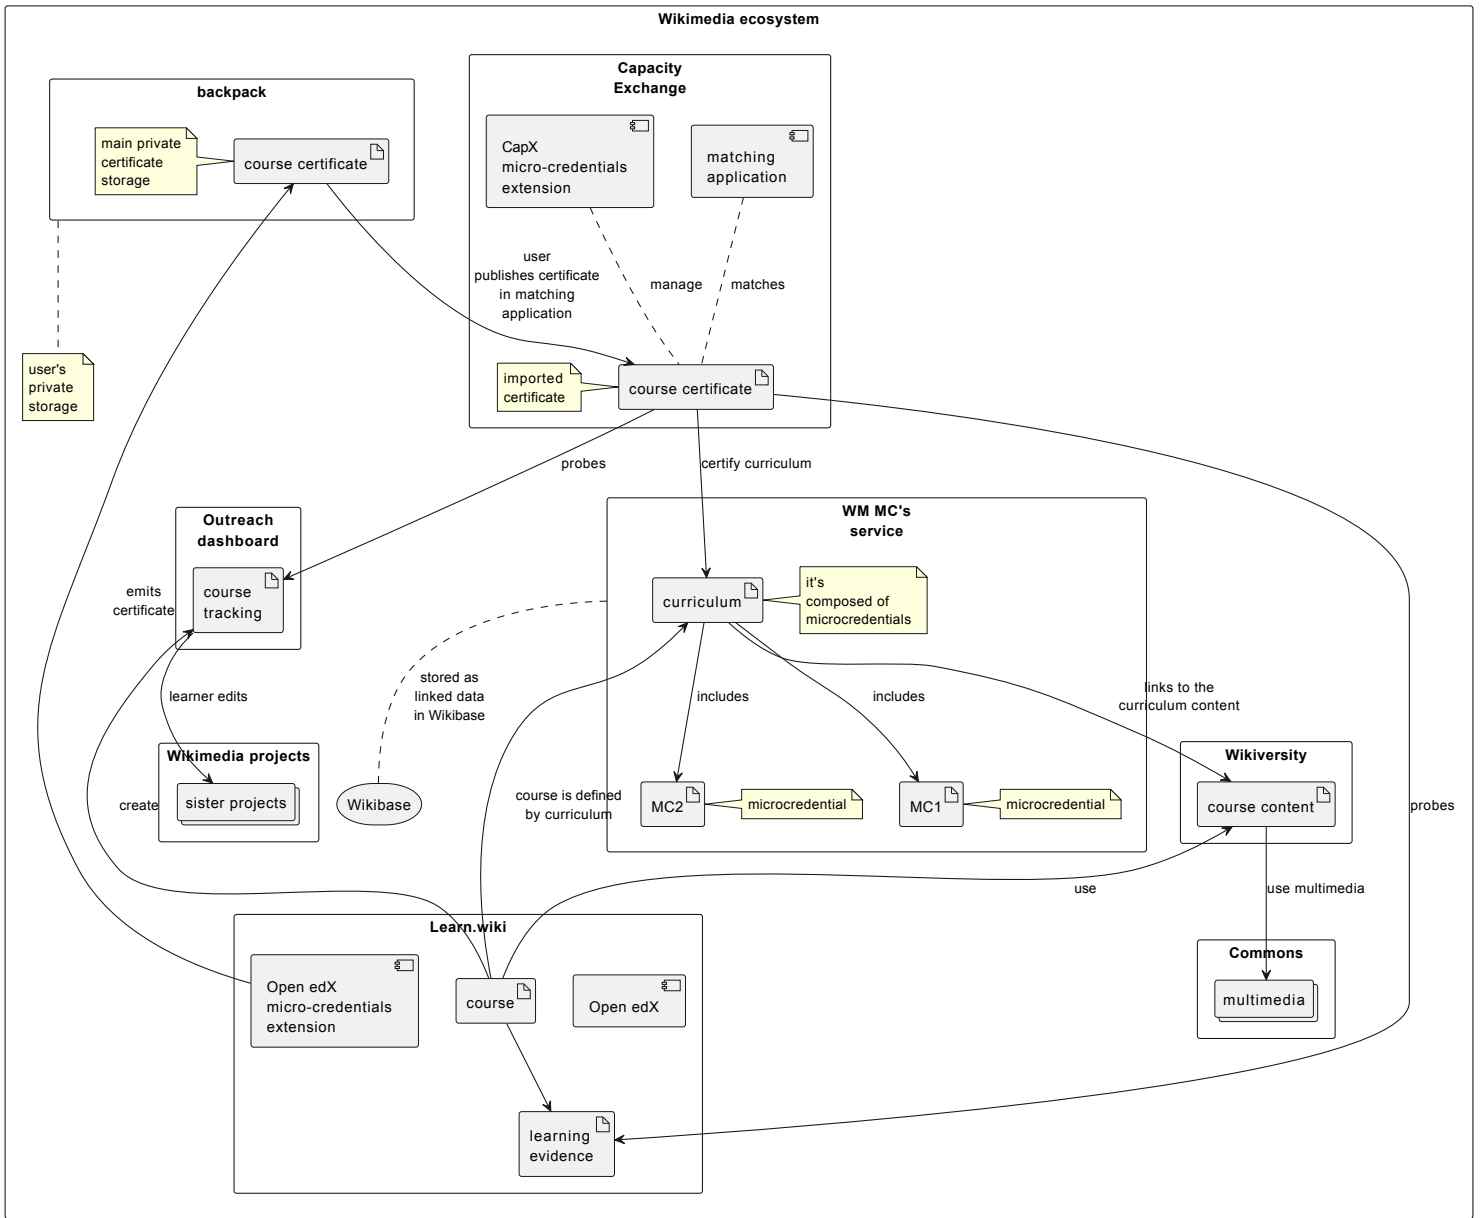 Wikimedia ecosystem
backpack
main private
certificate
storage
course certificate
Capacity
Exchange
CapX
micro-credentials
extension
matching
application
user
publishes certificate
in matching
application
manage
matches
user's
private
storage
imported
certificate
course certificate
probes
certify curriculum
Outreach
dashboard
course
tracking
emits
certificate
WM MC's
service
curriculum
it's
composed of
microcredentials
learner edits
stored as
linked data
in Wikibase
includes
includes
links to the
curriculum content
Wikimedia projects
sister projects
create
Wikibase
course is defined
by curriculum
MC2
microcredential
MC1
microcredential
Wikiversity
course content
probes
use
use multimedia
Learn.wiki
Open edX
micro-credentials
extension
course
Open edX
Commons
multimedia
learning
evidence